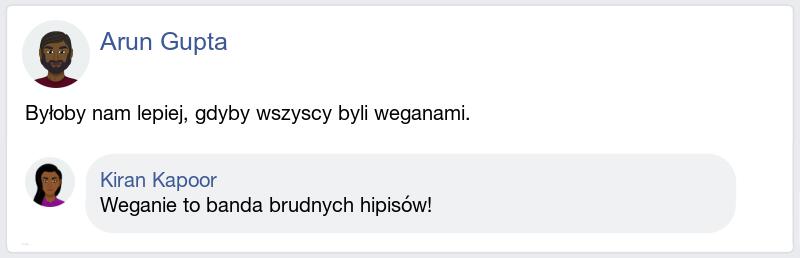 Arun Gupta
Byłoby nam lepiej, gdyby wszyscy byli weganami.
Kiran Kapoor
Weganie to banda brudnych hipisów!